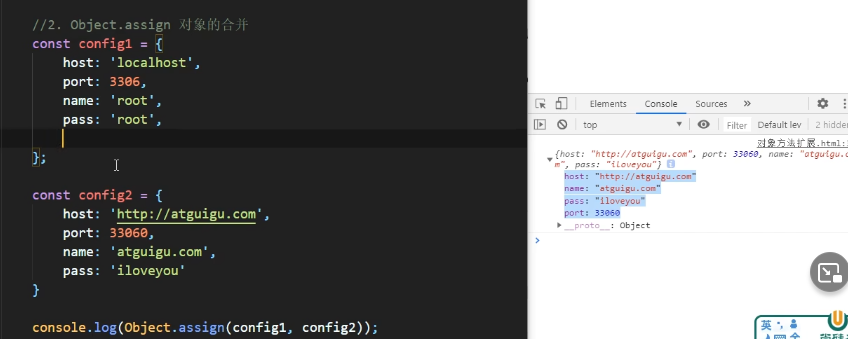 //2. Object.assign 对象的合并
const config1 = {
host: 'localhost',
port: 3306,
name: 'root',
pass: 'root',
};
const config2 = {
host: 'http://atguigu.com',
port: 33060,
name: 'atguigu.com',
pass: 'iloveyou'
}
console.log(Object.assign(config1, config2));
Elements Console Sources »
top Filter Default lev 2 hidden
对象方法扩展.html:
{host: "http://atguigu.com", port: 33060, name: "atguigu.co
m", pass: "iloveyou"}
host: "http://atguigu.com"
name: "atguigu.com"
pass: "iloveyou"
port: 33060
__proto__: Object
英